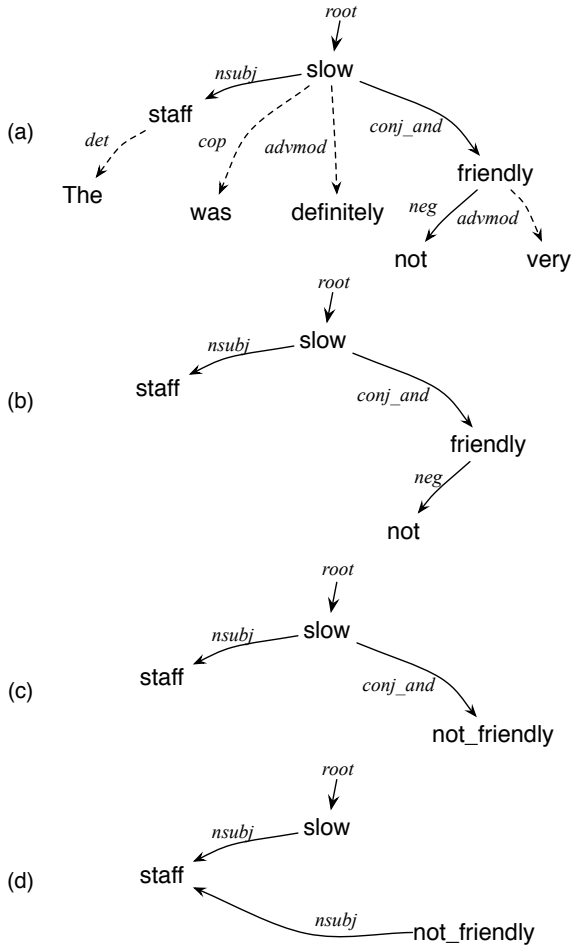 root
slow
nsubj
staff
(a)
det
cop
advmod
conj_and
friendly
The
was
definitely
neg
advmod
not
very
root
slow
nsubj
staff
(b)
conj_and
friendly
neg
not
root
slow
nsubj
staff
(c)
conj_and
not_friendly
root
slow
nsubj
staff
(d)
nsubj
not_friendly